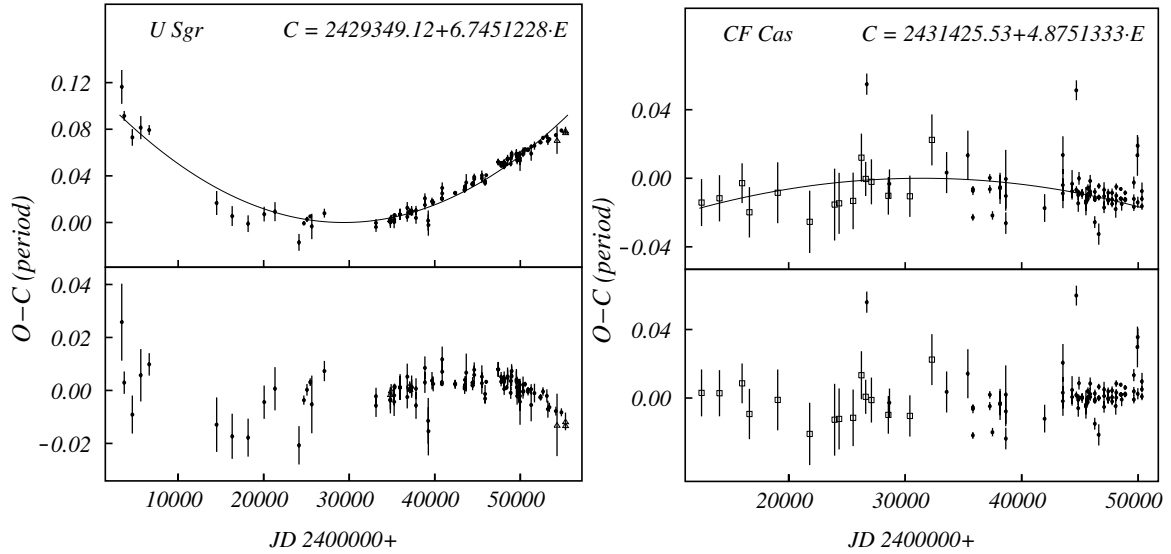 U Sgr C = 2429349.12+6.7451228·E
0.12
0.08
0.04
0.00
0.04
0.02
0.00
−0.02
O−C (period)
10000 20000 30000 40000 50000
JD 2400000+
CF Cas C = 2431425.53+4.8751333·E
0.04
0.00
−0.04
0.04
0.00
O−C (period)
20000 30000 40000 50000
JD 2400000+